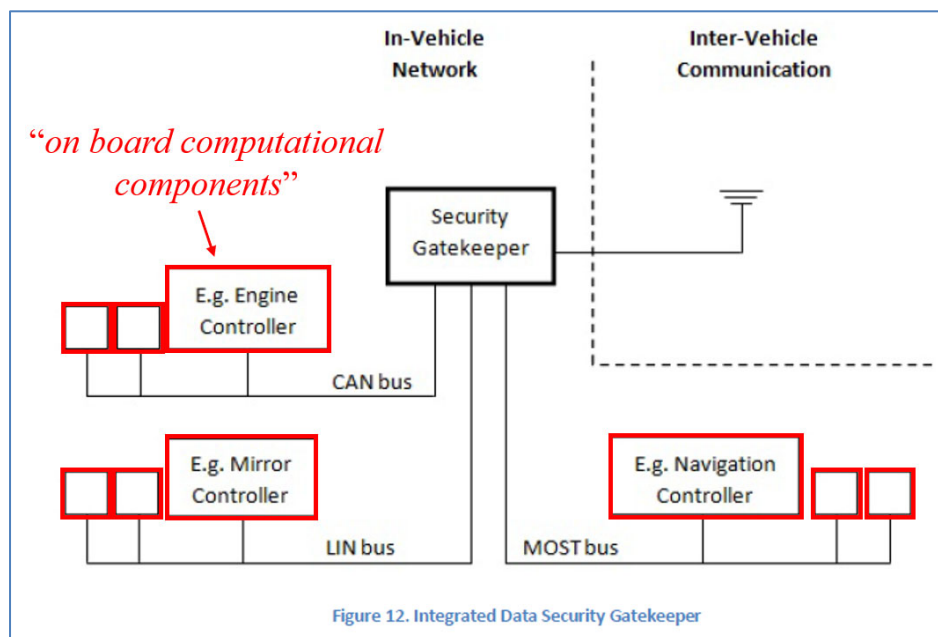 In-Vehicle
Network
Inter-Vehicle
Communication
“on board computational
components”
Security
Gatekeeper
E.g. Engine
Controller
CAN bus
E.g. Mirror
Controller
E.g. Navigation
Controller
LIN bus
MOST bus
Figure 12. Integrated Data Security Gatekeeper